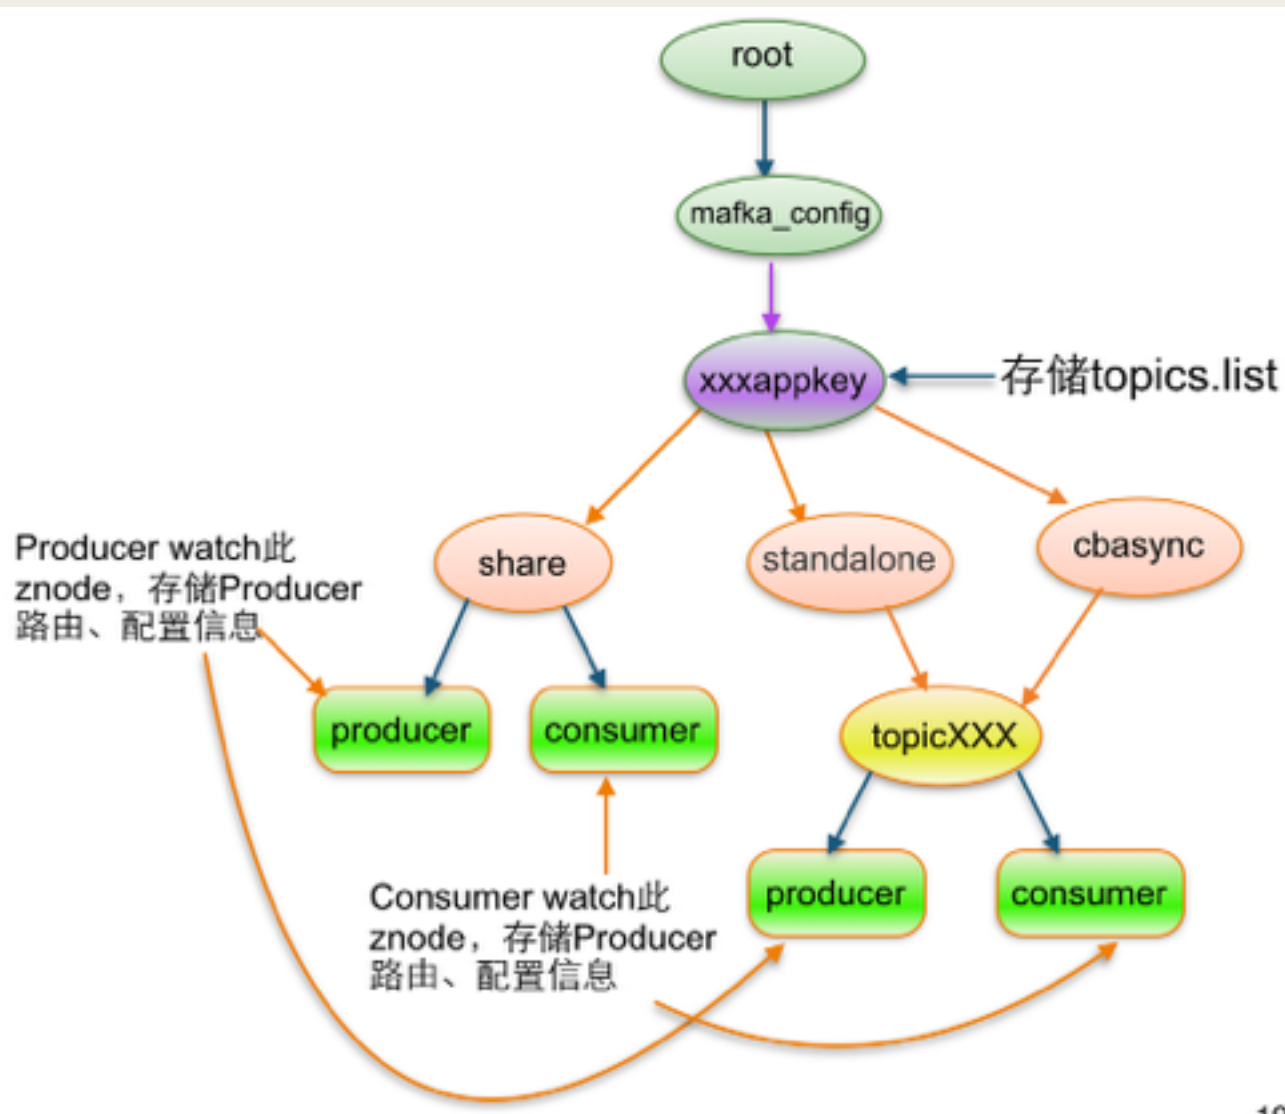 root
mafka_config
xxxappkey
存储topics.list
share
standalone
cbasync
Producer watch此
znode，存储Producer
路由、配置信息
producer
consumer
topicXXX
Consumer watch此
znode，存储Producer
路由、配置信息
producer
consumer